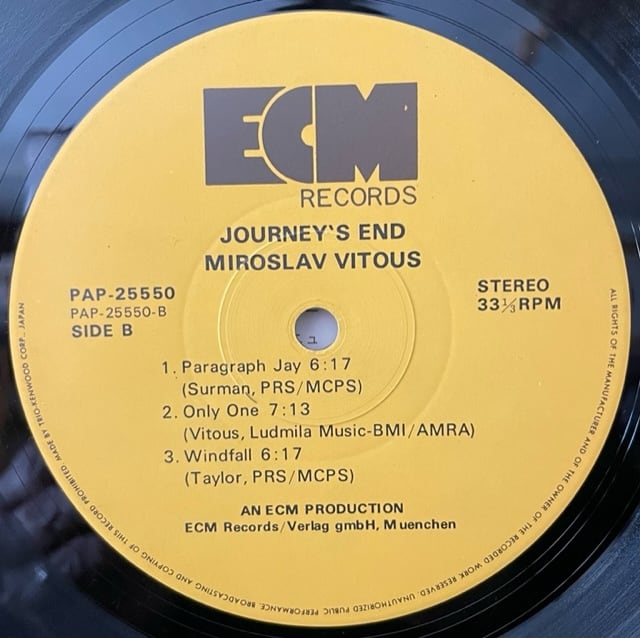 ECM
RECORDS
JOURNEY'S END
MIROSLAV VITOUS
PAP-25550
PAP-25550-B
SIDE B
STEREO
33⅓RPM
1. Paragraph Jay 6:17
(Surman, PRS/MCPS)
2. Only One 7:13
(Vitous, Ludmila Music-BMI/AMRA)
3. Windfall 6:17
(Taylor, PRS/MCPS)
AN ECM PRODUCTION
ECM Records/Verlag gmbH, Muenchen
ALL RIGHTS OF THE MANUFACTURER AND OF THE OWNER OF THE RECORDED WORK RESERVED. UNAUTHORIZED PUBLIC PERFORMANCE, BROADCASTING AND COPYING OF THIS RECORD PROHIBITED. MADE BY TRIO-KENWOOD CORP., JAPAN